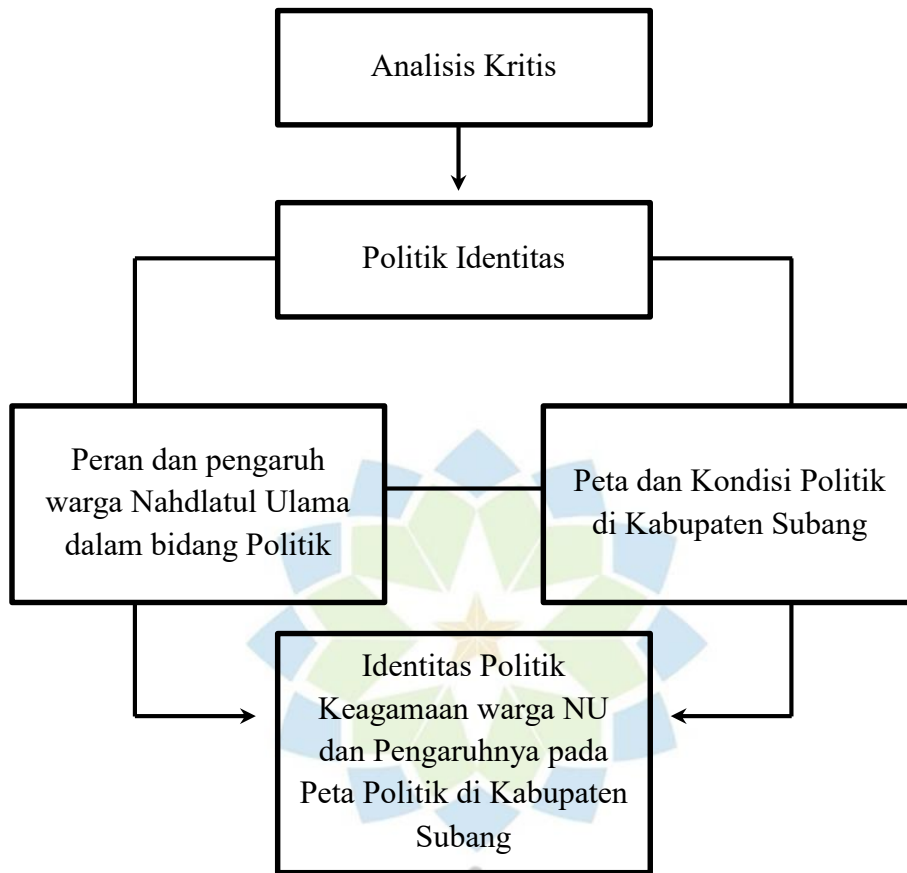 Analisis Kritis
Politik Identitas
Peran dan pengaruh
warga Nahdlatul Ulama
dalam bidang Politik
Peta dan Kondisi Politik
di Kabupaten Subang
Identitas Politik
Keagamaan warga NU
dan Pengaruhnya pada
Peta Politik di Kabupaten
Subang